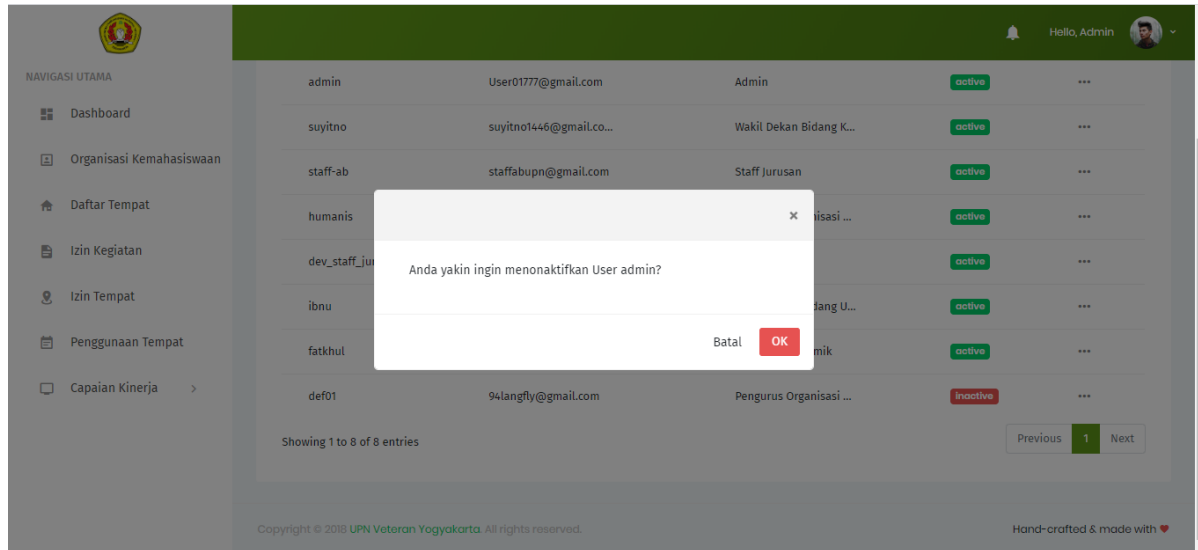 Hello, Admin
NAVIGASI UTAMA
Dashboard
Organisasi Kemahasiswaan
Daftar Tempat
Izin Kegiatan
Izin Tempat
Penggunaan Tempat
Capaian Kinerja
admin User01777@gmail.com Admin active
suyitno suyitno1446@gmail.co... Wakil Dekan Bidang K... active
staff-ab staffabupn@gmail.com Staff Jurusan active
humanis ...active
dev_staff_jur active
ibnu active
fatkhul active
def01 94langfly@gmail.com Pengurus Organisasi ... inactive
×
Anda yakin ingin menonaktifkan User admin?
Batal OK
Showing 1 to 8 of 8 entries
Previous 1 Next
Copyright © 2018 UPN Veteran Yogyakarta. All rights reserved.
Hand-crafted & made with ♥